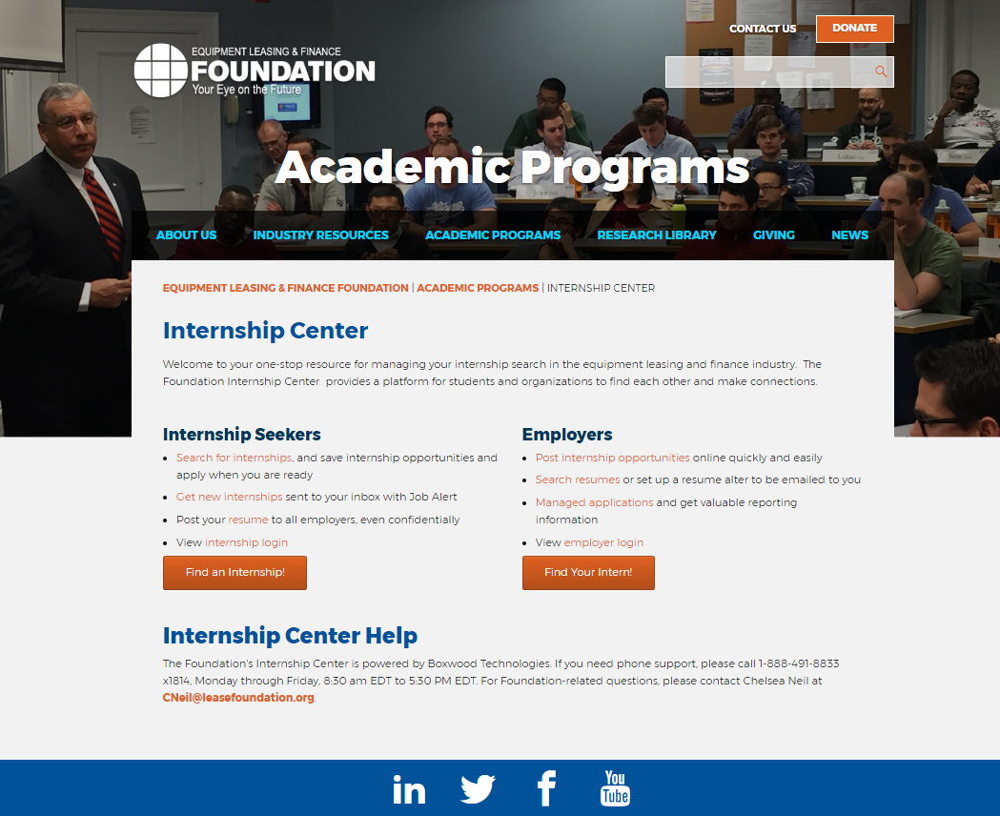 CONTACT US
DONATE
EQUIPMENT LEASING & FINANCE
FOUNDATION
Your Eye on the Future
Academic Programs
ABOUT US INDUSTRY RESOURCES ACADEMIC PROGRAMS RESEARCH LIBRARY GIVING NEWS
EQUIPMENT LEASING & FINANCE FOUNDATION | ACADEMIC PROGRAMS | INTERNSHIP CENTER
Internship Center
Welcome to your one-stop resource for managing your internship search in the equipment leasing and finance industry. The
Foundation Internship Center provides a platform for students and organizations to find each other and make connections.
Internship Seekers
Search for internships, and save internship opportunities and
apply when you are ready
Get new internships sent to your inbox with Job Alert
Post your resume to all employers, even confidentially
View internship login
Find an Internship!
Employers
Post internship opportunities online quickly and easily
Search resumes or set up a resume alter to be emailed to you
Managed applications and get valuable reporting
information
View employer login
Find Your Intern!
Internship Center Help
The Foundation's Internship Center is powered by Boxwood Technologies. If you need phone support, please call 1-888-491-8833
x1814, Monday through Friday, 8:30 am EDT to 5:30 PM EDT. For Foundation-related questions, please contact Chelsea Neil at
CNeil@leasefoundation.org.
in
You
Tube